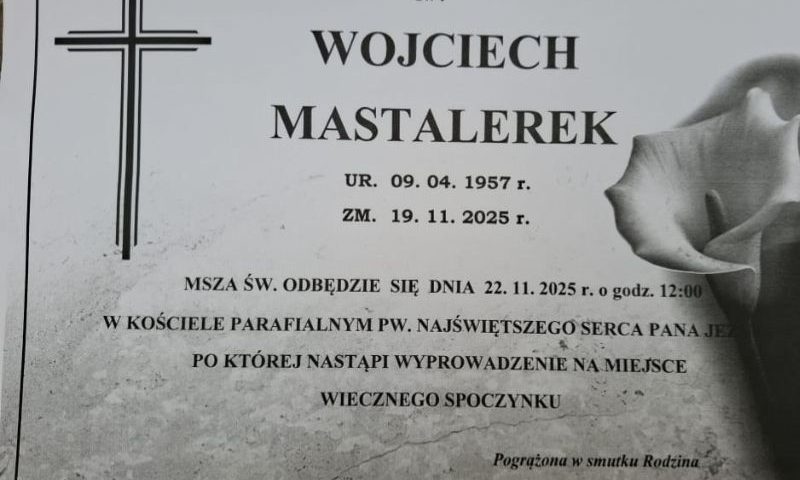 WOJCIECH
MASTALEREK
UR. 09. 04. 1957 r.
ZM. 19. 11. 2025 r.
MSZA ŚW. ODBĘDZIE SIĘ DNIA 22. 11. 2025 r. o godz. 12:00
W KOŚCIELE PARAFIALNYM PW. NAJŚWIĘTSZEGO SERCA PANA
PO KTÓREJ NASTĄPI WYPROWADZENIE NA MIEJSCE
WIECZNEGO SPOCZYNKU
Pogrążona w smutku Rodzina